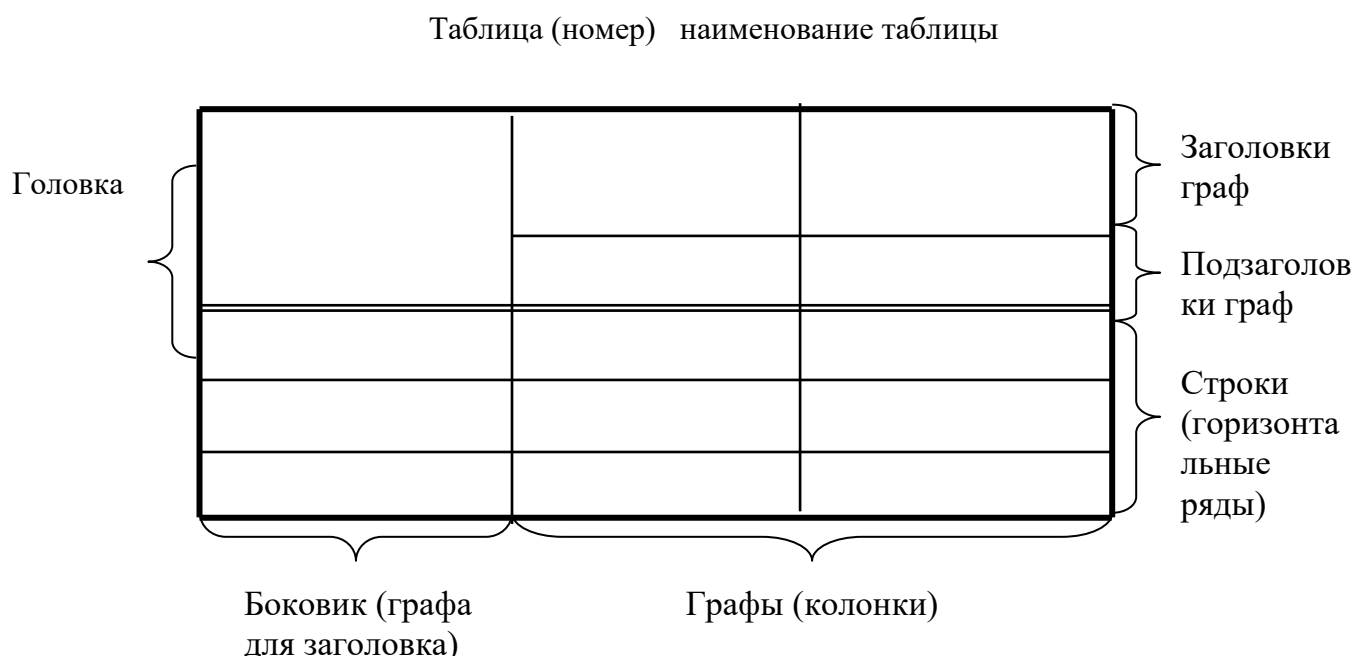 Таблица (номер) наименование таблицы
Головка
Заголовки
граф
Подзаголов
ки граф
Строки
(горизонта
льные
ряды)
Боковик (графа
для заголовка)
Графы (колонки)